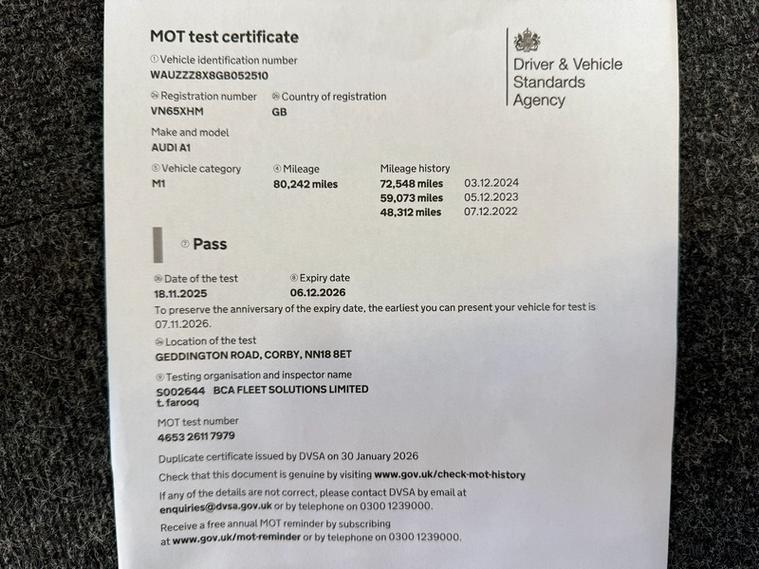 MOT test certificate
Driver & Vehicle
Standards
Agency
① Vehicle identification number
WAUZZZ8X8GB052510
Registration number Country of registration
VN65XHM GB
Make and model
AUDI A1
⑤ Vehicle category ④ Mileage Mileage history
M1 80,242 miles 72,548 miles 03.12.2024
59,073 miles 05.12.2023
48,312 miles 07.12.2022
⑦ Pass
Date of the test ⑧ Expiry date
18.11.2025 06.12.2026
To preserve the anniversary of the expiry date, the earliest you can present your vehicle for test is
07.11.2026.
Location of the test
GEDDINGTON ROAD, CORBY, NN18 8ET
⑨ Testing organisation and inspector name
S002644 BCA FLEET SOLUTIONS LIMITED
t. farooq
MOT test number
4653 2611 7979
Duplicate certificate issued by DVSA on 30 January 2026
Check that this document is genuine by visiting www.gov.uk/check-mot-history
If any of the details are not correct, please contact DVSA by email at
enquiries@dvsa.gov.uk or by telephone on 0300 1239000.
Receive a free annual MOT reminder by subscribing
at www.gov.uk/mot-reminder or by telephone on 0300 1239000.